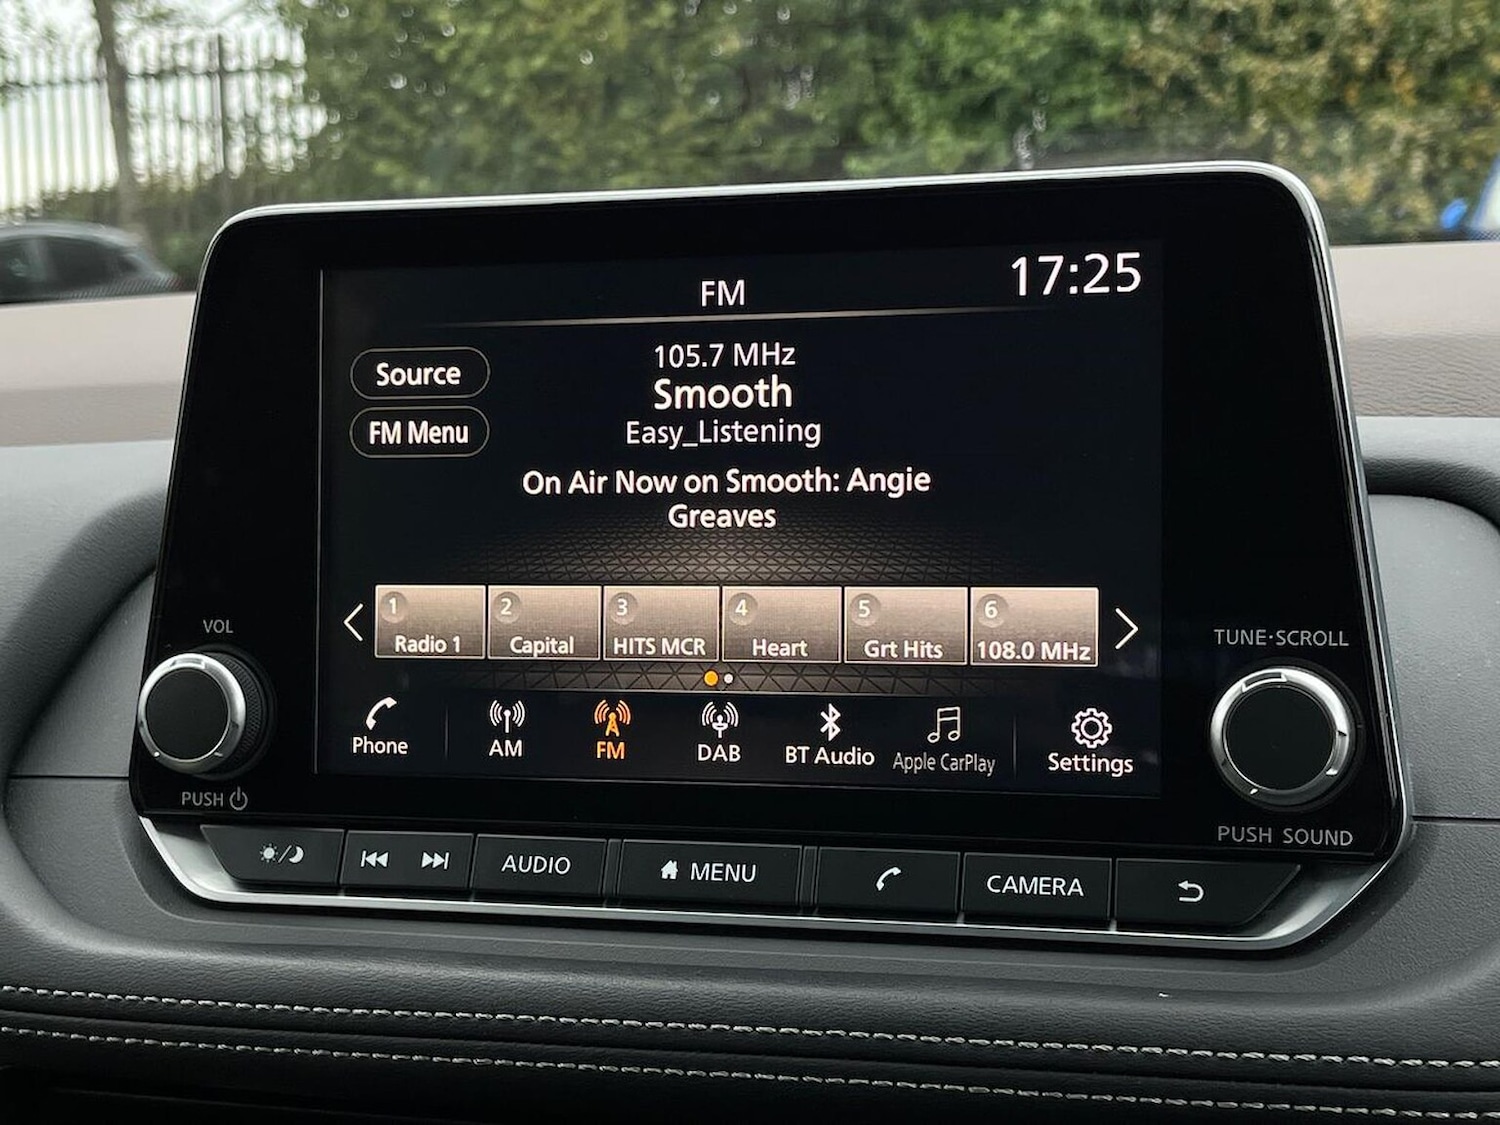 FM
17:25
Source
FM Menu
105.7 MHz
Smooth
Easy_Listening
On Air Now on Smooth: Angie
Greaves
1
Radio 1
2
Capital
3
HITS MCR
4
Heart
5
Grt Hits
6
108.0 MHz
Phone
AM
FM
DAB
BT Audio
Apple CarPlay
Settings
VOL
PUSH
TUNE·SCROLL
PUSH SOUND
AUDIO
MENU
CAMERA